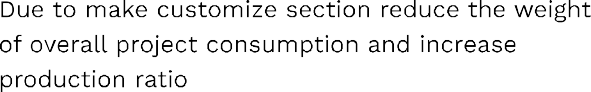 Due to make customize section reduce the weight
of overall project consumption and increase
production ratio